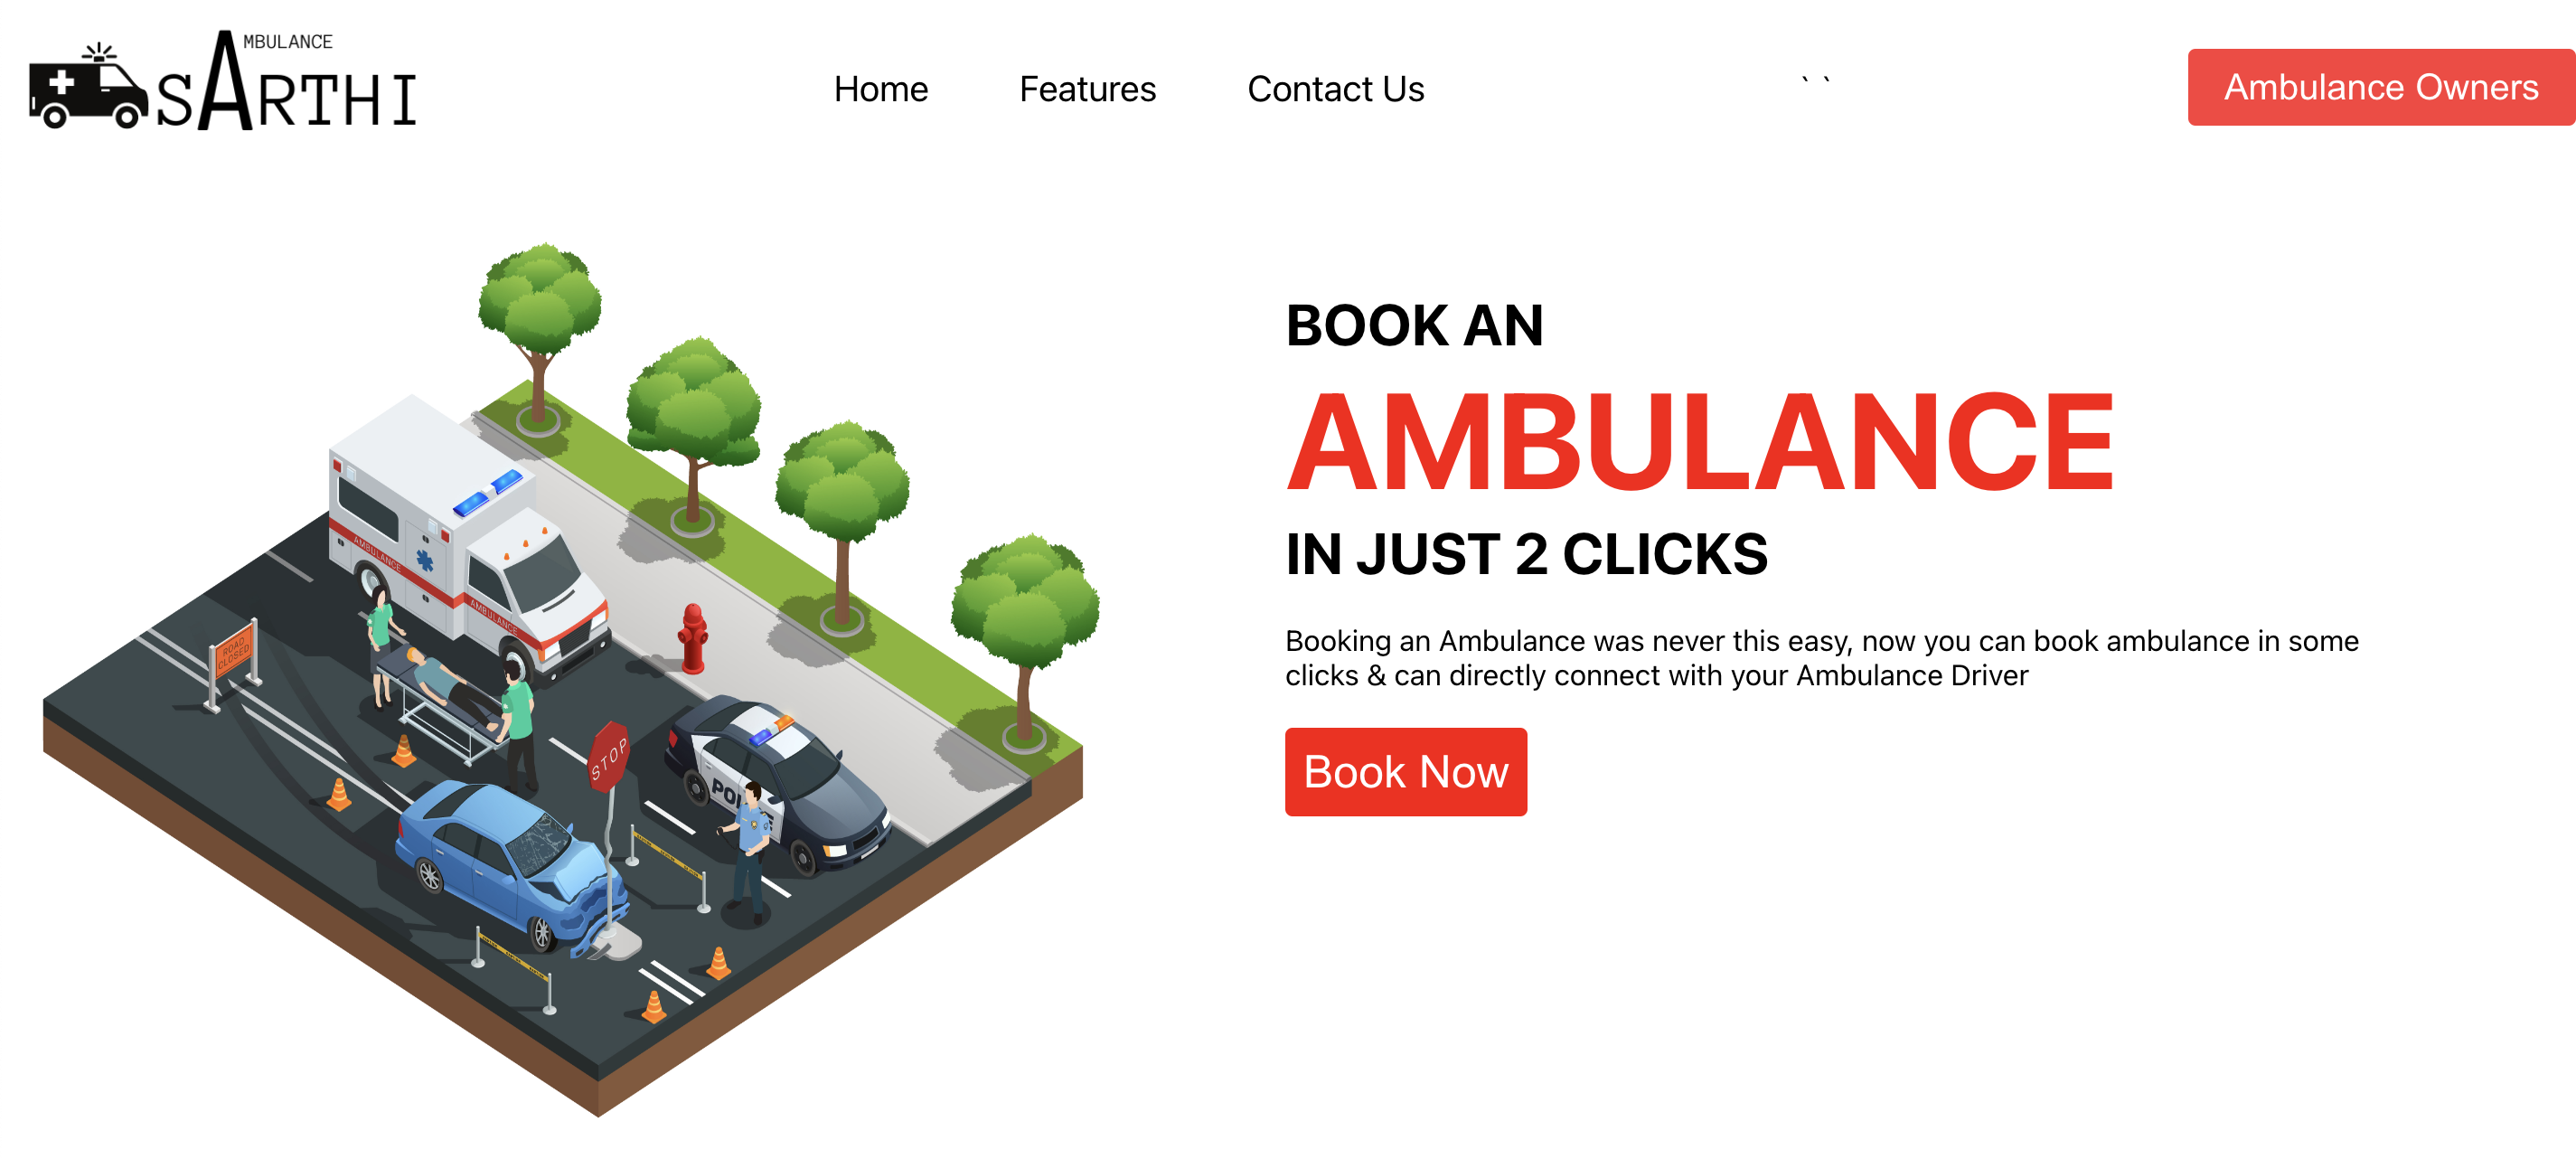 AMBULANCE
SARTHI
Home
Features
Contact Us
` `
Ambulance Owners
BOOK AN
AMBULANCE
IN JUST 2 CLICKS
Booking an Ambulance was never this easy, now you can book ambulance in some
clicks & can directly connect with your Ambulance Driver
Book Now
AMBULANCE
AMBULANCE
ROAD
CLOSED
STOP